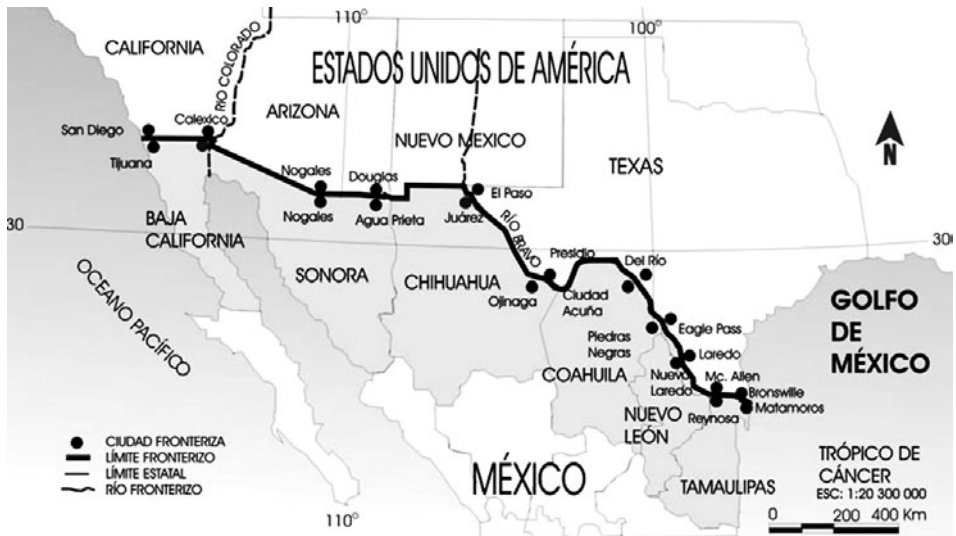 110°
100°
CALIFORNIA
RÍO COLORADO
ESTADOS UNIDOS DE AMÉRICA
ARIZONA
San Diego
Calexico
NUEVO MEXICO
Tijuana
TEXAS
N
Nogales
Douglas
El Paso
Nogales
Agua Prieta
Juárez
30
BAJA
CALIFORNIA
RÍO BRAVO
300
SONORA
CHIHUAHUA
Presidio
Del Río
Ojinaga
Ciudad
Acuña
OCEANO PACÍFICO
GOLFO
DE
MÉXICO
Piedras
Negras
Eagle Pass
Laredo
COAHUILA
Nuevo
Laredo
Mc. Allen
Bronswille
Reynosa
Matamoros
NUEVO
LEÓN
CIUDAD FRONTERIZA
LÍMITE FRONTERIZO
LÍMITE ESTATAL
RÍO FRONTERIZO
MÉXICO
TAMAULIPAS
TRÓPICO DE
CÁNCER
ESC: 1:20 300 000
0 200 400 Km
110°